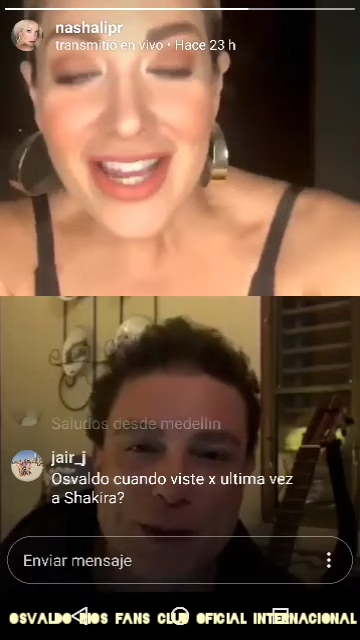 nashalipr
transmitió en vivo • Hace 23 h
Saludos desde medellin
jair_j
Osvaldo cuando viste x ultima vez
a Shakira?
Enviar mensaje
OSVALDO RIOS FANS CLUB OFICIAL INTERNACIONAL